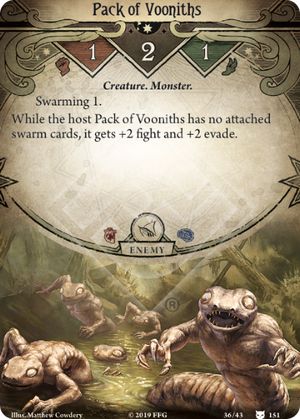 Pack of Vooniths
1 2 1
Creature. Monster.
Swarming 1.
While the host Pack of Vooniths has no attached
swarm cards, it gets +2 fight and +2 evade.
ENEMY
Illus. Matthew Cowdery © 2019 FFG 36/43 151